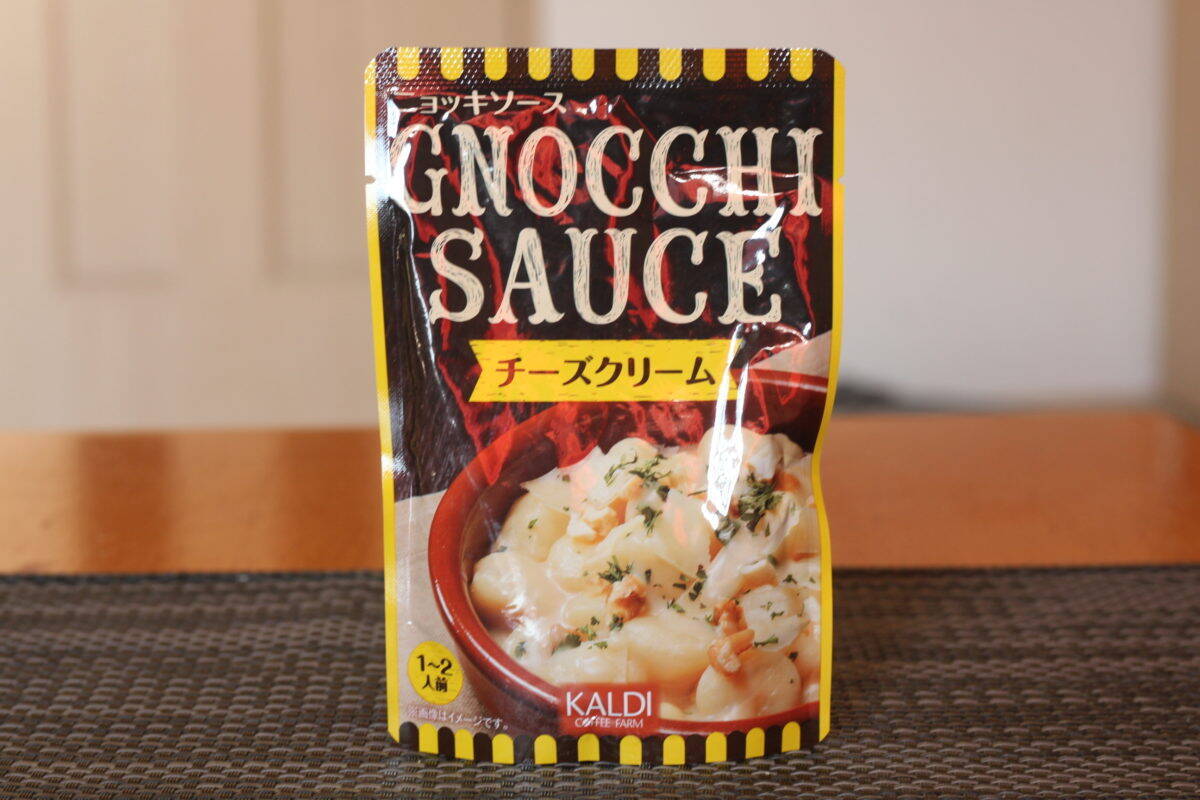 ニョッキソース
GNOCCHI
SAUCE
チーズクリーム
1~2
人前
※画像はイメージです。
KALDI
COFFEE FARM